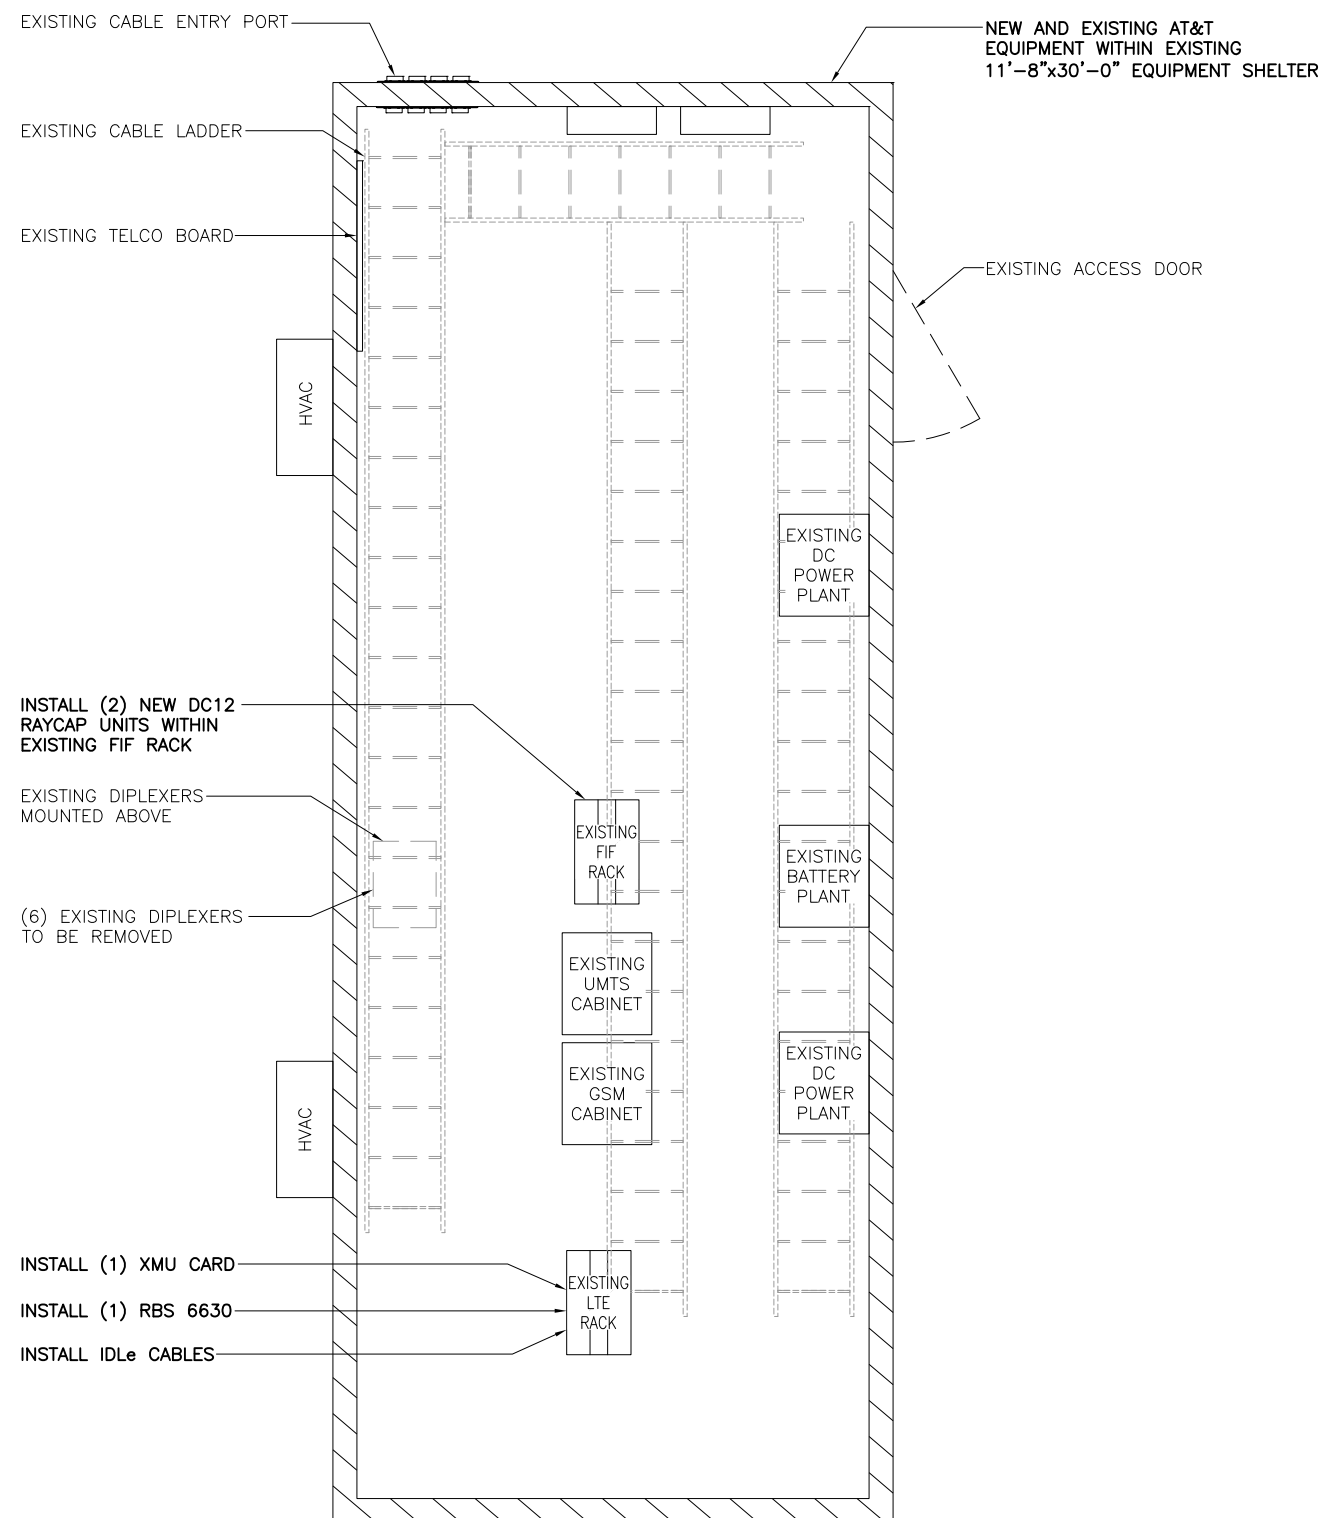 EXISTING CABLE ENTRY PORT
NEW AND EXISTING AT&T
EQUIPMENT WITHIN EXISTING
11'-8"x30'-0" EQUIPMENT SHELTER
EXISTING CABLE LADDER
EXISTING TELCO BOARD
EXISTING ACCESS DOOR
HVAC
EXISTING
DC
POWER
PLANT
INSTALL (2) NEW DC12
RAYCAP UNITS WITHIN
EXISTING FIF RACK
EXISTING DIPLEXERS
MOUNTED ABOVE
EXISTING
FIF
RACK
EXISTING
BATTERY
PLANT
(6) EXISTING DIPLEXERS
TO BE REMOVED
EXISTING
UMTS
CABINET
EXISTING
GSM
CABINET
EXISTING
DC
POWER
PLANT
HVAC
INSTALL (1) XMU CARD
INSTALL (1) RBS 6630
INSTALL IDLe CABLES
EXISTING
LTE
RACK